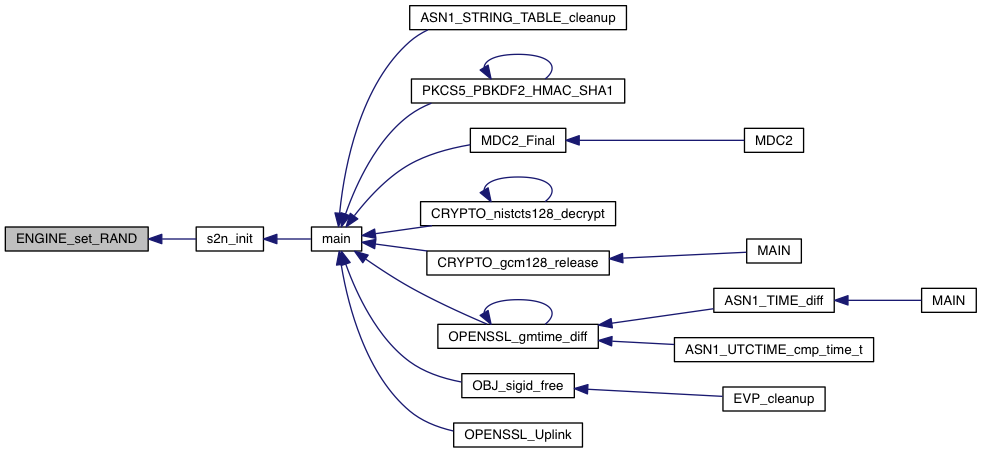 ASN1_STRING_TABLE_cleanup
PKCS5_PBKDF2_HMAC_SHA1
MDC2_Final
MDC2
CRYPTO_nistcts128_decrypt
ENGINE_set_RAND
s2n_init
main
CRYPTO_gcm128_release
MAIN
ASN1_TIME_diff
MAIN
OPENSSL_gmtime_diff
ASN1_UTCTIME_cmp_time_t
OBJ_sigid_free
EVP_cleanup
OPENSSL_Uplink